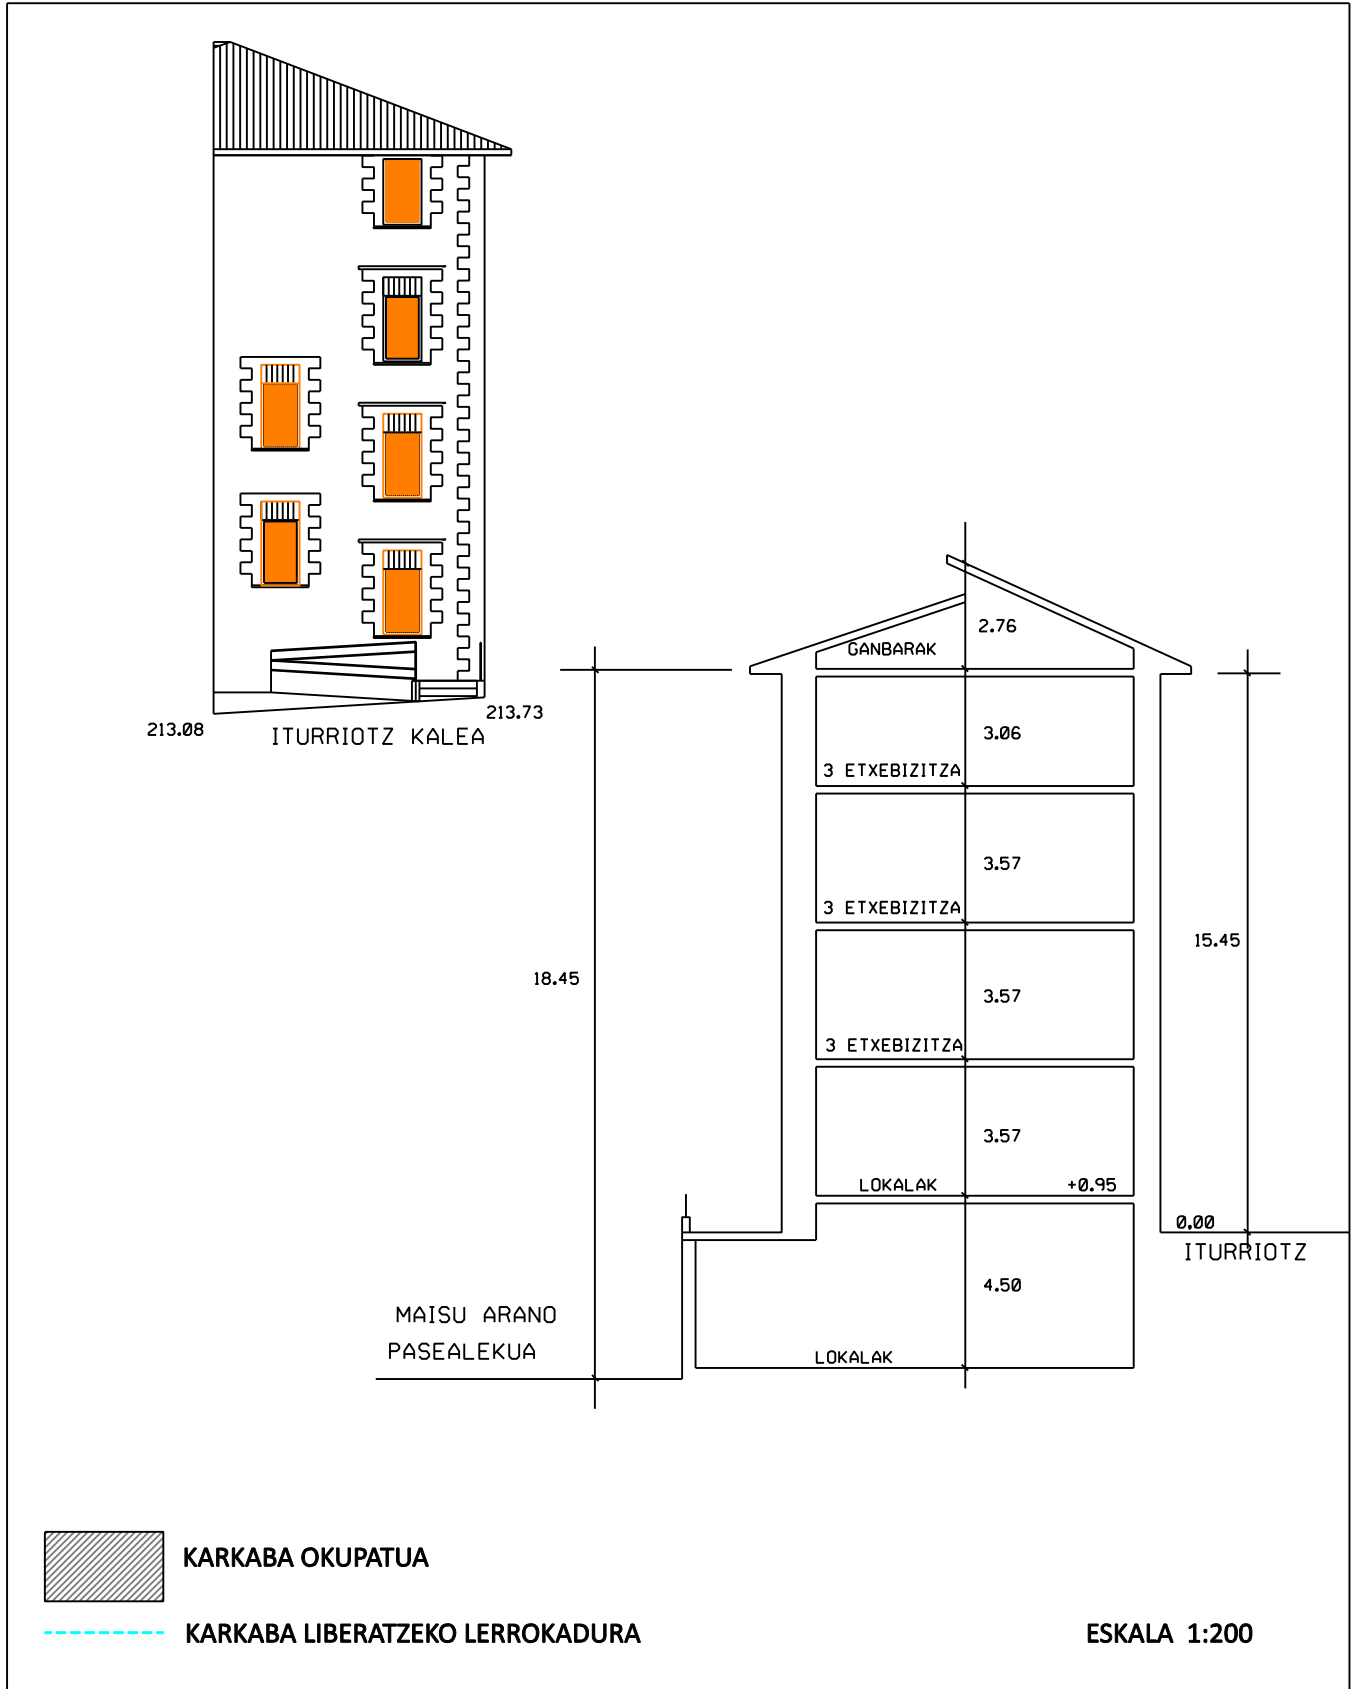 213.08
213.73
ITURRIOTZ KALEA
2.76
GANBARAK
3.06
3 ETXEBIZITZA
3.57
3 ETXEBIZITZA
15.45
18.45
3.57
3 ETXEBIZITZA
3.57
LOKALAK
+0.95
0.00
ITURRIOTZ
4.50
MAISU ARANO
PASEALEKUA
LOKALAK
KARKABA OKUPATUA
KARKABA LIBERATZEKO LERROKADURA
ESKALA 1:200